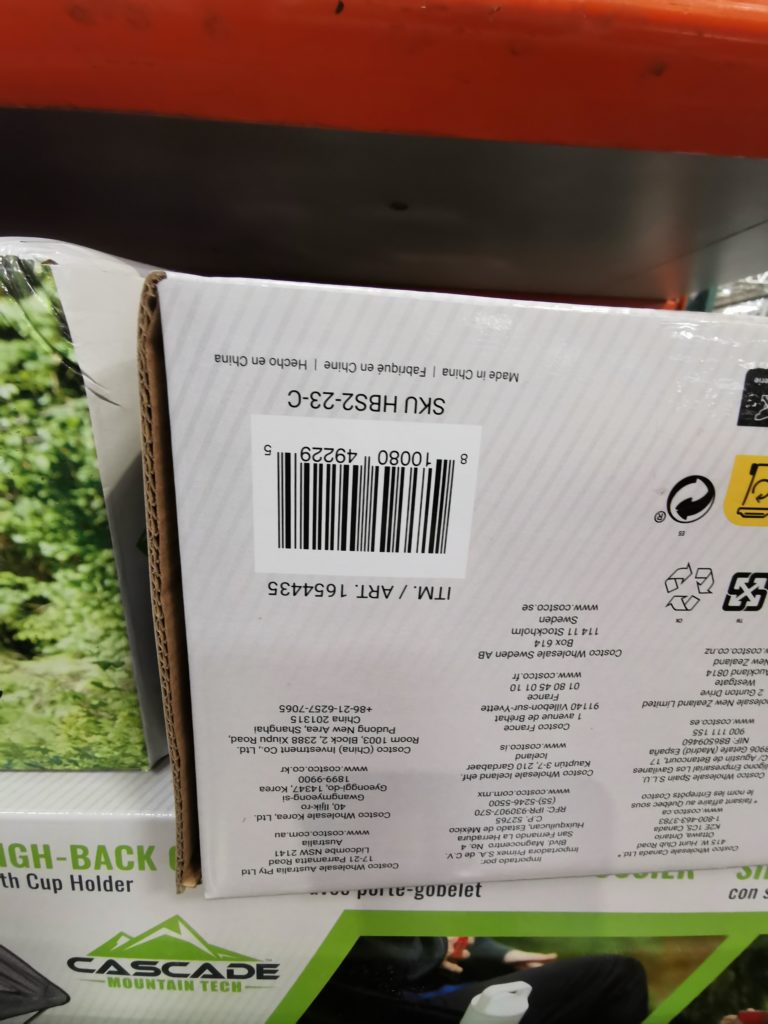 Costco Wholesale Canada Ltd *
415 W. Hunt Club Road
Ottawa, Ontario
K2E 1C5, Canada
1-800-463-3783
www.costco.ca
* faisant affaire au Québec sous
le nom les Entrepôts Costco
Costco Wholesale Spain S.L.U.
Polígono Empresarial Los Gavilanes
C/ Agustín de Betancourt, 17
28906 Getafe (Madrid) España
NIF: B86509460
900 111 155
www.costco.es
Wholesale New Zealand Limited
2 Gunton Drive
Westgate
Auckland 0814
New Zealand
www.costco.co.nz
Importado por:
Importadora Primex S.A. de C.V.
Blvd. Magnocentro No. 4
San Fernando La Herradura
Huixquilucan, Estado de México
C.P. 52765
RFC: IPR-930907-S70
(55)-5246-5500
www.costco.com.mx
Costco Wholesale Iceland ehf.
Kauptún 3-7, 210 Gardabaer
Iceland
www.costco.is
Costco France
1 avenue de Bréhat
91140 Villebon-sur-Yvette
France
01 80 45 01 10
www.costco.fr
Costco Wholesale Sweden AB
Box 614
114 11 Stockholm
Sweden
www.costco.se
Costco Wholesale Australia Pty Ltd
17-21 Parramatta Road
Lidcombe NSW 2141
Australia
www.costco.com.au
Costco Wholesale Korea, Ltd.
40, Iljik-ro
Gwangmyeong-si
Gyeonggi-do, 14347, Korea
1899-9900
www.costco.co.kr
Costco (China) Investment Co., Ltd.
Room 1003, Block 2, 2388 Xiupu Road,
Pudong New Area, Shanghai,
China 201315
+86-21-6257-7065
ITM. / ART. 1654435
8 10080 49229 5
SKU HBS2-23-C
Made in China | Fabriqué en Chine | Hecho en China
CN
TW
ES
®
HIGH-BACK
with Cup Holder
avec porte-gobelet
con
CASCADE
MOUNTAIN TECH